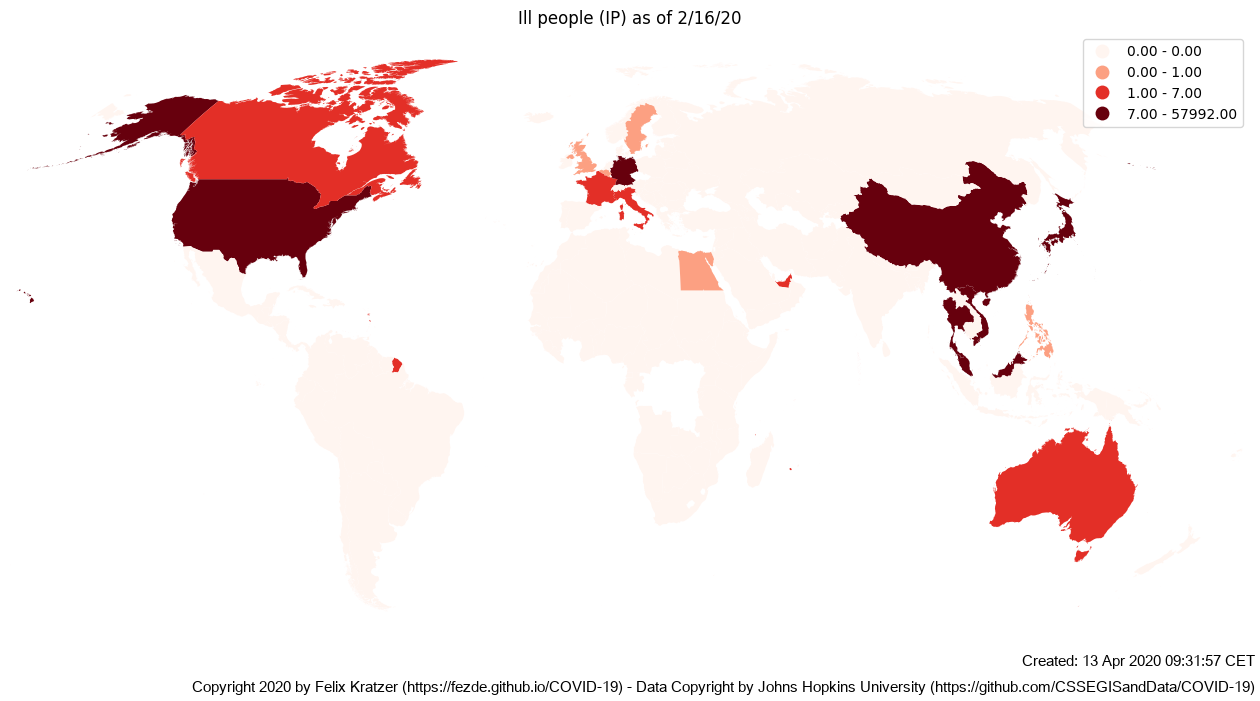 Ill people (IP) as of 2/16/20
0.00 - 0.00
0.00 - 1.00
1.00 - 7.00
7.00 - 57992.00
Created: 13 Apr 2020 09:31:57 CET
Copyright 2020 by Felix Kratzer (https://fezde.github.io/COVID-19) - Data Copyright by Johns Hopkins University (https://github.com/CSSEGISandData/COVID-19)